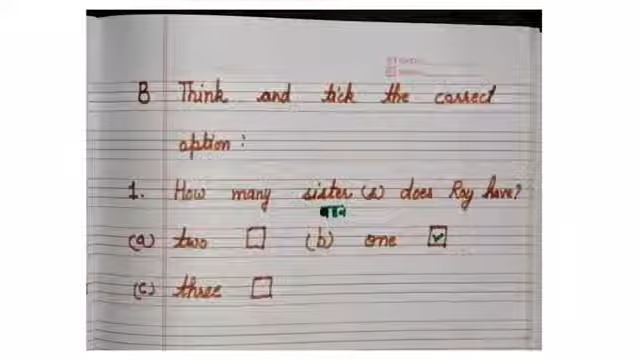 B Think and tick the correct
option :
1. How many sister (s) does Roy have?
(a) two (b) one
(c) three